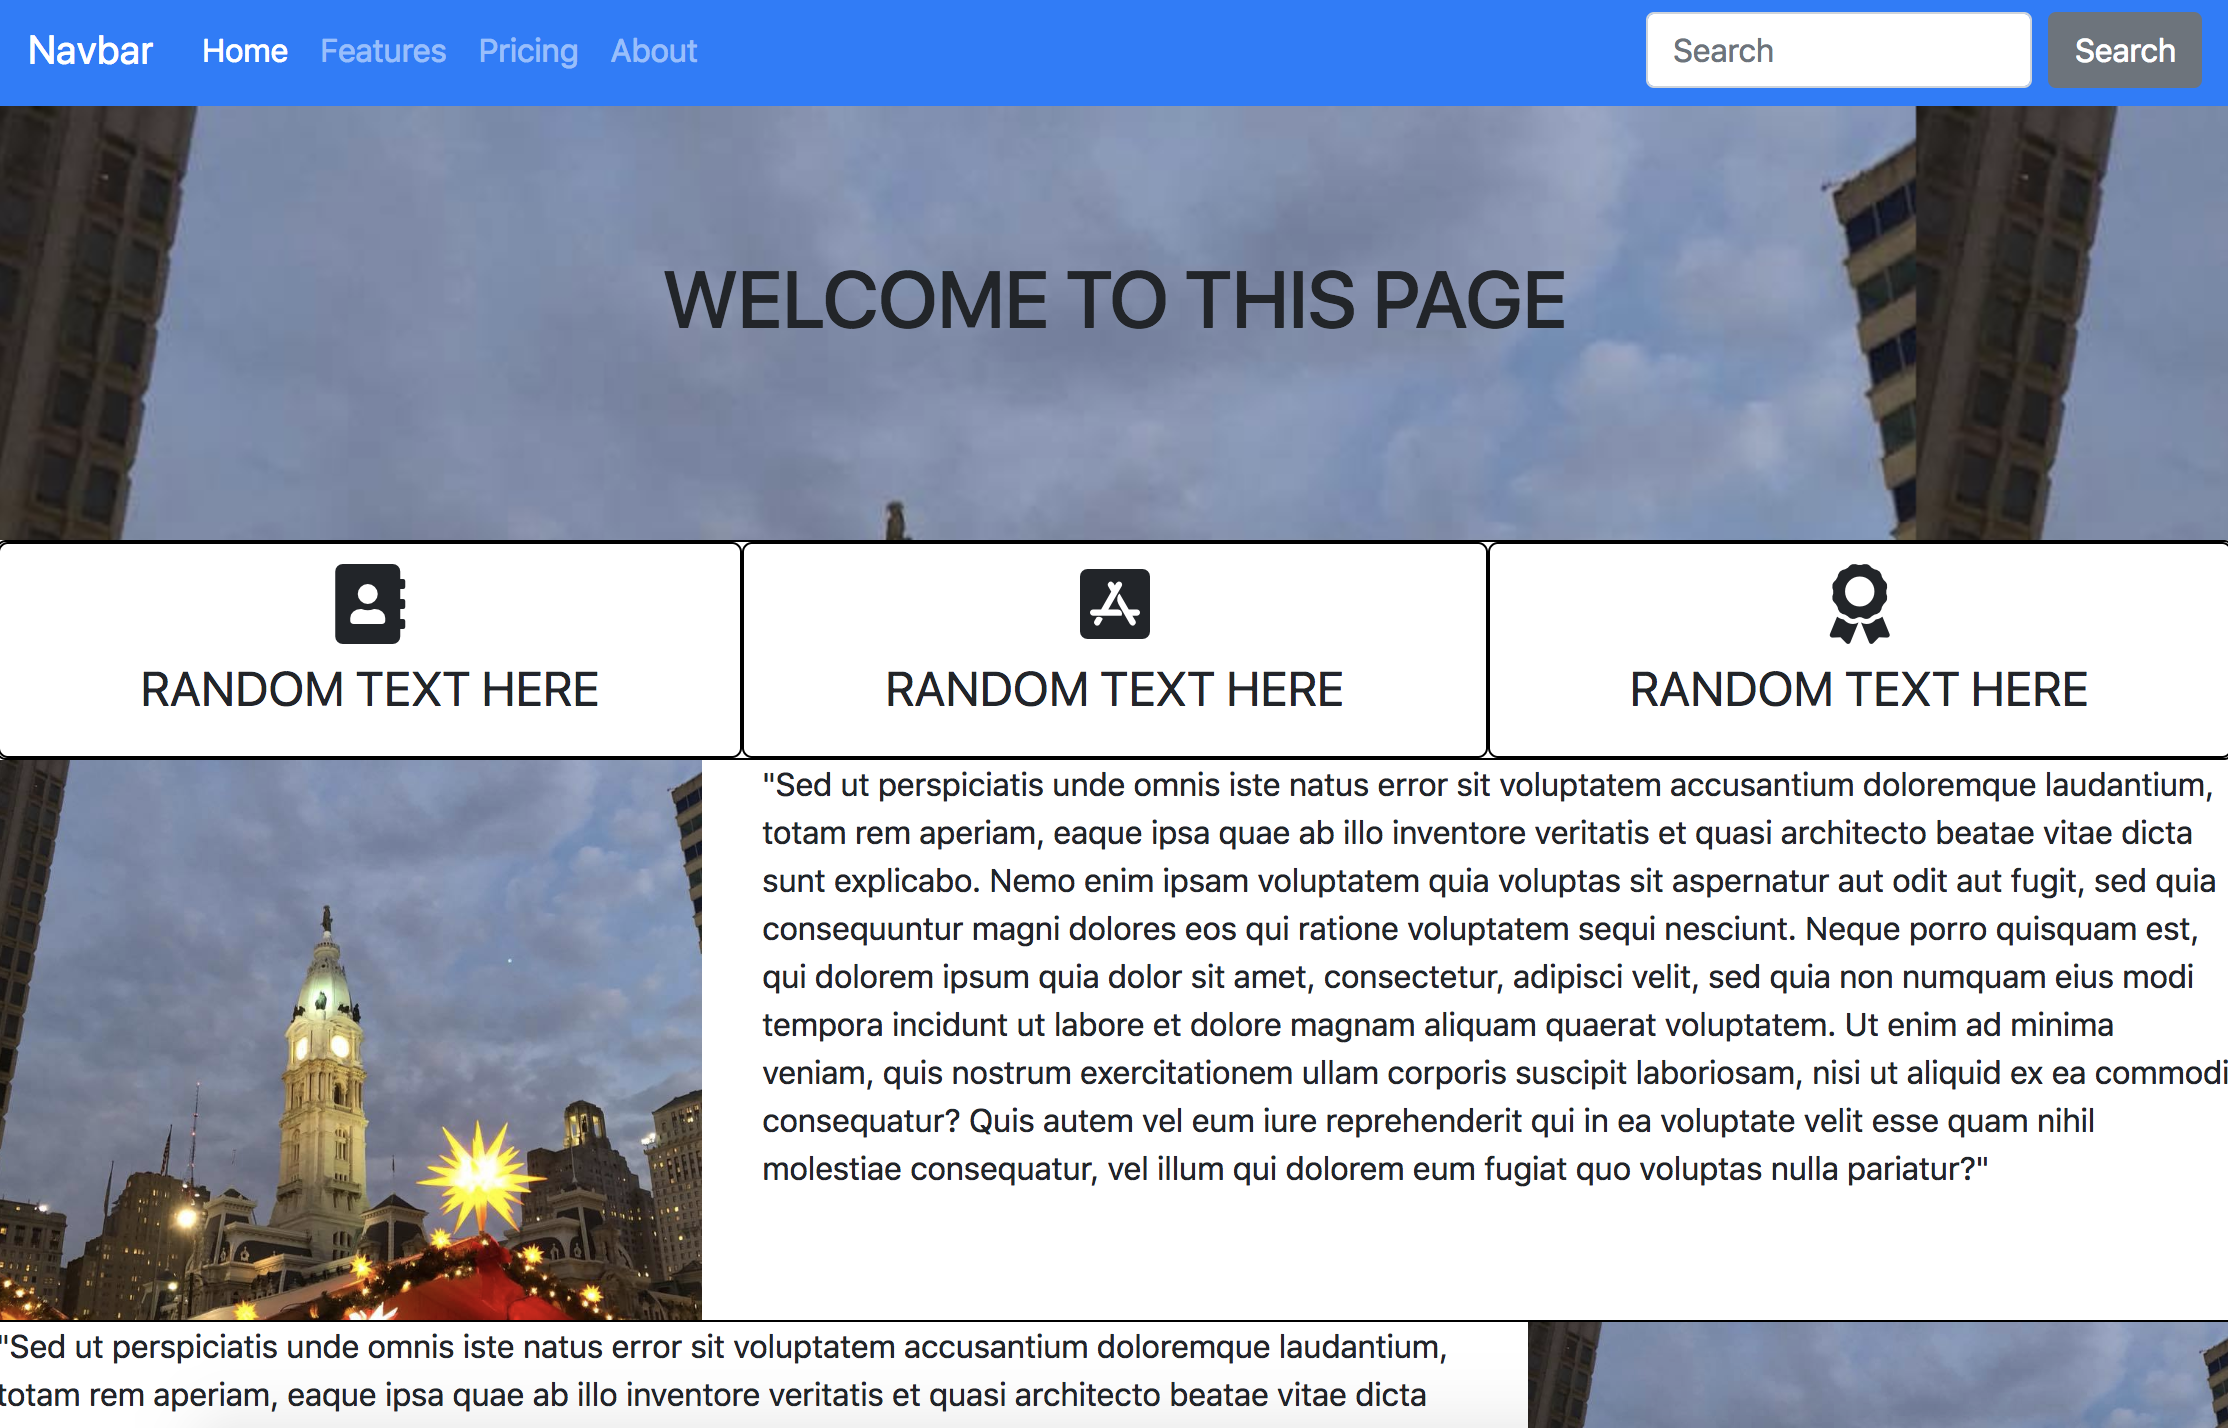 Navbar Home Features Pricing About Search Search
WELCOME TO THIS PAGE
RANDOM TEXT HERE RANDOM TEXT HERE RANDOM TEXT HERE
"Sed ut perspiciatis unde omnis iste natus error sit voluptatem accusantium doloremque laudantium,
totam rem aperiam, eaque ipsa quae ab illo inventore veritatis et quasi architecto beatae vitae dicta
sunt explicabo. Nemo enim ipsam voluptatem quia voluptas sit aspernatur aut odit aut fugit, sed quia
consequuntur magni dolores eos qui ratione voluptatem sequi nesciunt. Neque porro quisquam est,
qui dolorem ipsum quia dolor sit amet, consectetur, adipisci velit, sed quia non numquam eius modi
tempora incidunt ut labore et dolore magnam aliquam quaerat voluptatem. Ut enim ad minima
veniam, quis nostrum exercitationem ullam corporis suscipit laboriosam, nisi ut aliquid ex ea commodi
consequatur? Quis autem vel eum iure reprehenderit qui in ea voluptate velit esse quam nihil
molestiae consequatur, vel illum qui dolorem eum fugiat quo voluptas nulla pariatur?"
"Sed ut perspiciatis unde omnis iste natus error sit voluptatem accusantium doloremque laudantium,
totam rem aperiam, eaque ipsa quae ab illo inventore veritatis et quasi architecto beatae vitae dicta